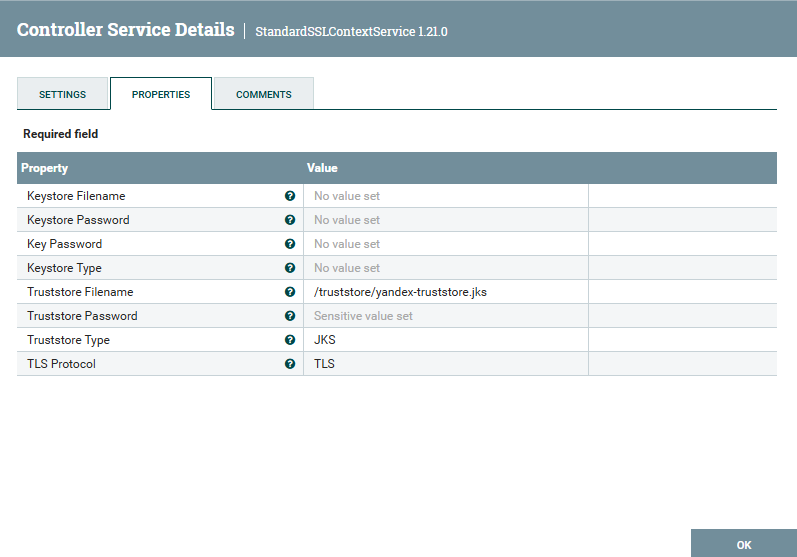 Controller Service Details | StandardSSLContextService 1.21.0
SETTINGS PROPERTIES COMMENTS
Required field
Property Value
Keystore Filename ? No value set
Keystore Password ? No value set
Key Password ? No value set
Keystore Type ? No value set
Truststore Filename ? /truststore/yandex-truststore.jks
Truststore Password ? Sensitive value set
Truststore Type ? JKS
TLS Protocol ? TLS
OK